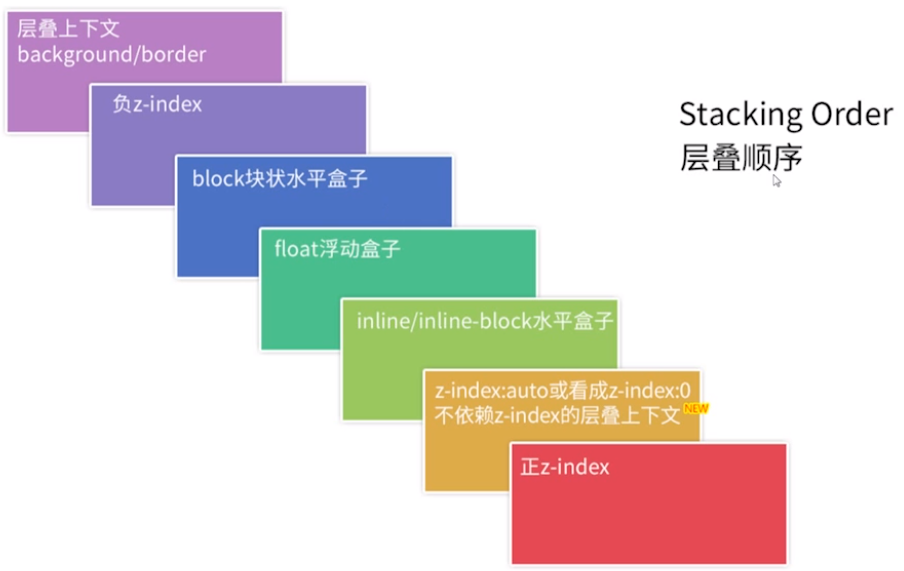 层叠上下文
background/border
负z-index
Stacking Order
层叠顺序
block块状水平盒子
float浮动盒子
inline/inline-block水平盒子
z-index:auto或看成z-index:0
不依赖z-index的层叠上下文
NEW
正z-index